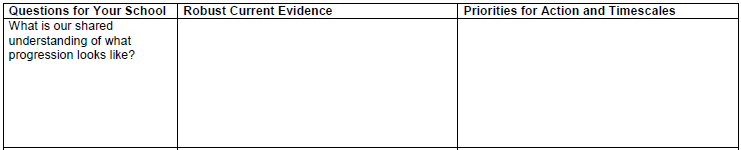 Questions for Your School
Robust Current Evidence
Priorities for Action and Timescales
What is our shared
understanding of what
progression looks like?